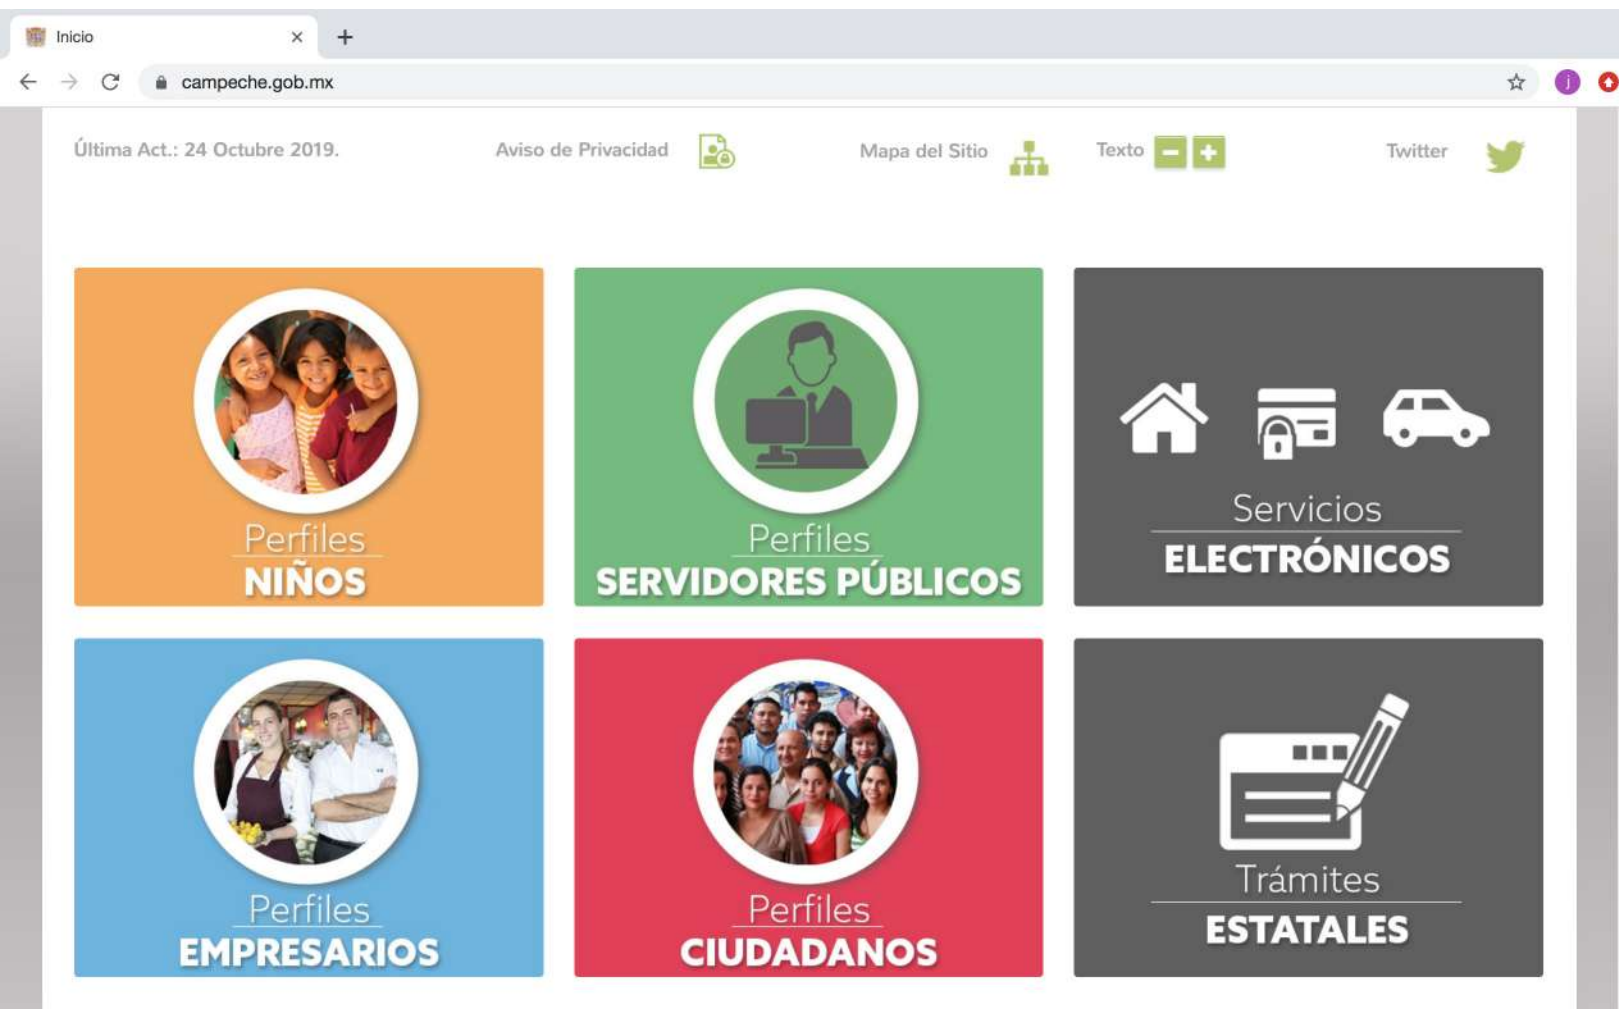 Inicio
campeche.gob.mx
j
Última Act.: 24 Octubre 2019.
Aviso de Privacidad
Mapa del Sitio
Texto
Twitter
Perfiles
NIÑOS
Perfiles
SERVIDORES PÚBLICOS
Servicios
ELECTRÓNICOS
Perfiles
EMPRESARIOS
Perfiles
CIUDADANOS
Trámites
ESTATALES